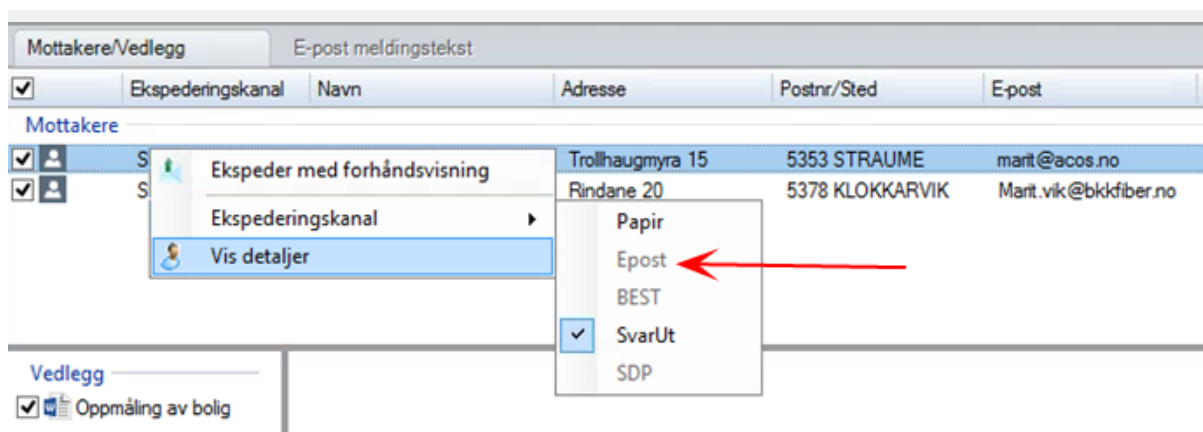 Mottakere/Vedlegg E-post meldingstekst
Ekspederingskanal Navn Adresse Postnr/Sted E-post
Mottakere
S Trollhaugmyra 15 5353 STRAUME marit@acos.no
S Rindane 20 5378 KLOKKARVIK Marit.vik@bkkfiber.no
Ekspeder med forhåndsvisning
Ekspederingskanal
Vis detaljer
Papir
Epost
BEST
SvarUt
SDP
Vedlegg
Oppmåling av bolig